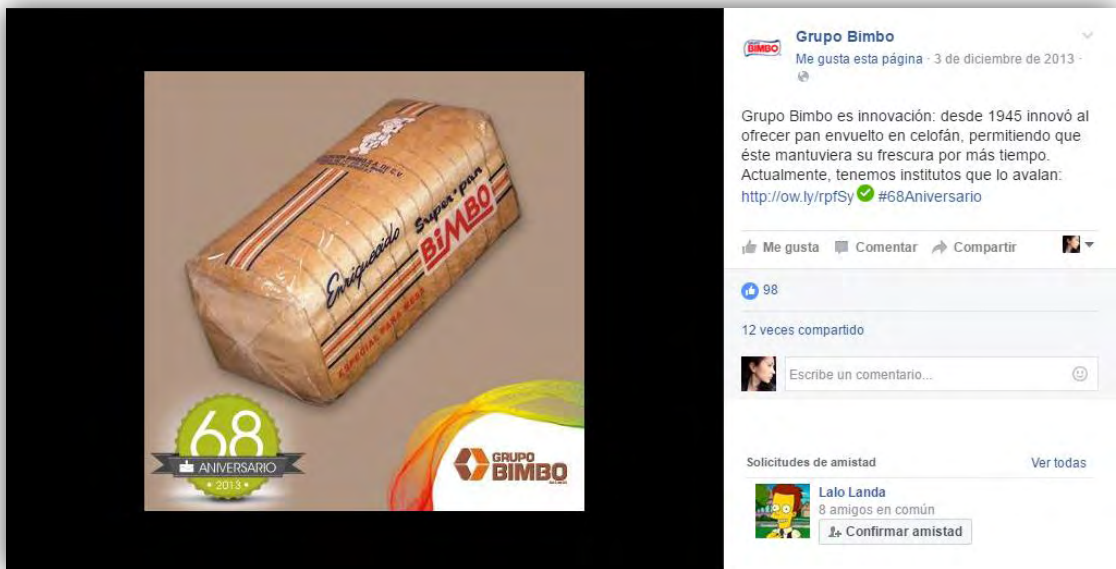 Enriquecido
Super-pan
BIMBO
ESPECIAL PARA MESA
68
ANIVERSARIO
• 2013 •
GRUPO
BIMBO
BIMBO
Grupo Bimbo
Me gusta esta página · 3 de diciembre de 2013 ·
Grupo Bimbo es innovación: desde 1945 innovó al
ofrecer pan envuelto en celofán, permitiendo que
éste mantuviera su frescura por más tiempo.
Actualmente, tenemos institutos que lo avalan:
http://ow.ly/rpfSy #68Aniversario
Me gusta Comentar Compartir
98
12 veces compartido
Escribe un comentario...
Solicitudes de amistad Ver todas
Lalo Landa
8 amigos en común
Confirmar amistad